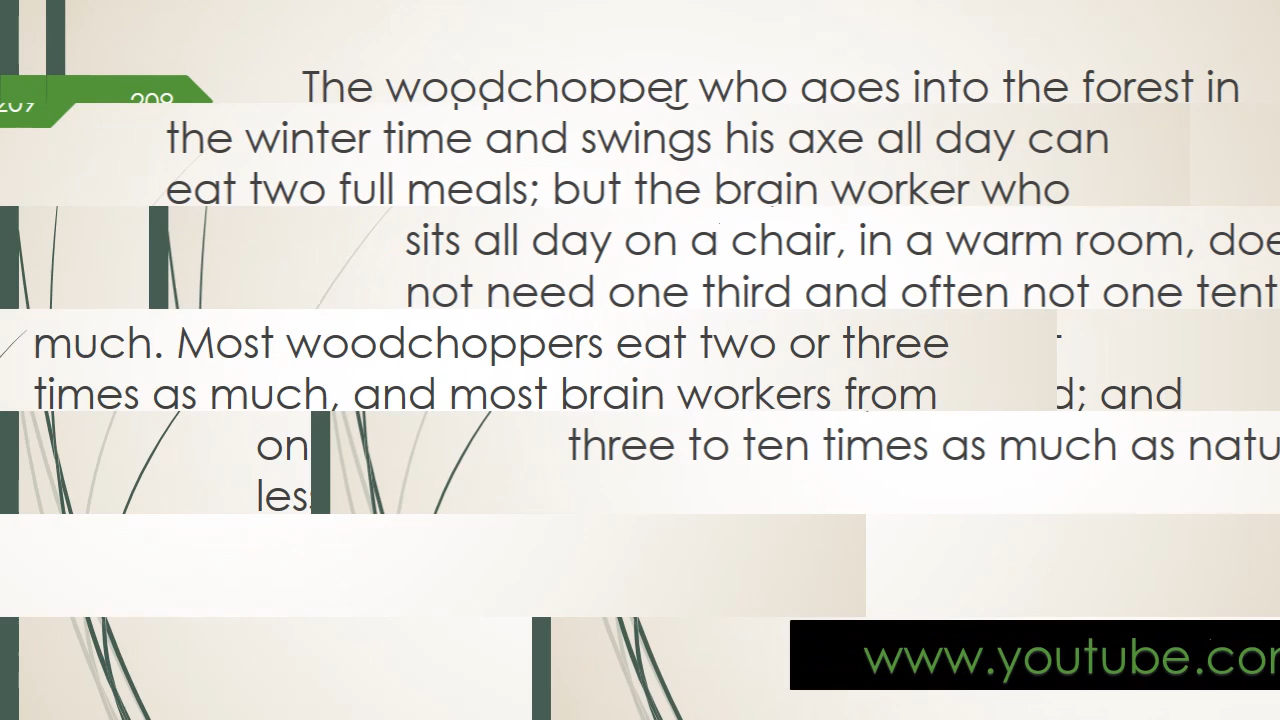 209 208
The woodchopper who goes into the forest in
the winter time and swings his axe all day can
eat two full meals; but the brain worker who
sits all day on a chair, in a warm room, doe
not need one third and often not one tent
much. Most woodchoppers eat two or three
times as much, and most brain workers from d; and
on three to ten times as much as natu
les
www.youtube.cor